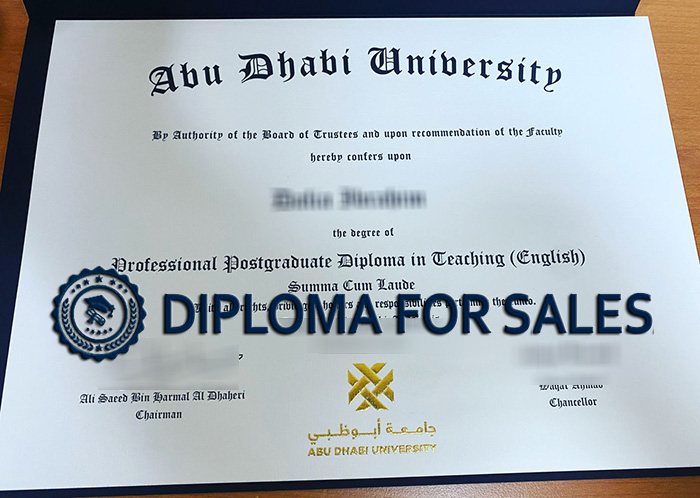 Abu Dhabi University
By Authority of the Board of Trustees and upon recommendation of the Faculty
hereby confers upon
the degree of
Professional Postgraduate Diploma in Teaching (English)
Summa Cum Laude
DIPLOMA FOR SALES
Ali Saeed Bin Harmal Al Dhaheri
Chairman
Chancellor
جامعة أبوظبي
ABU DHABI UNIVERSITY